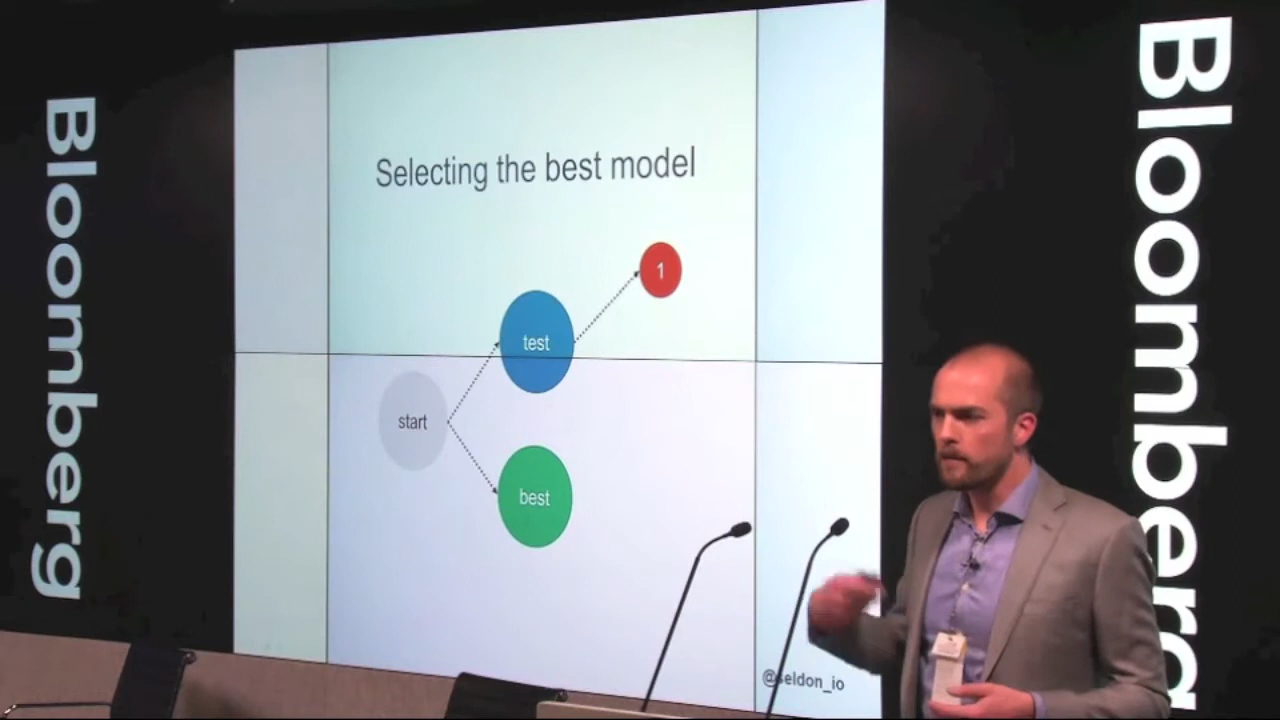 Bloomberg
Selecting the best model
1
test
start
best
@seldon_io
Bloomberg